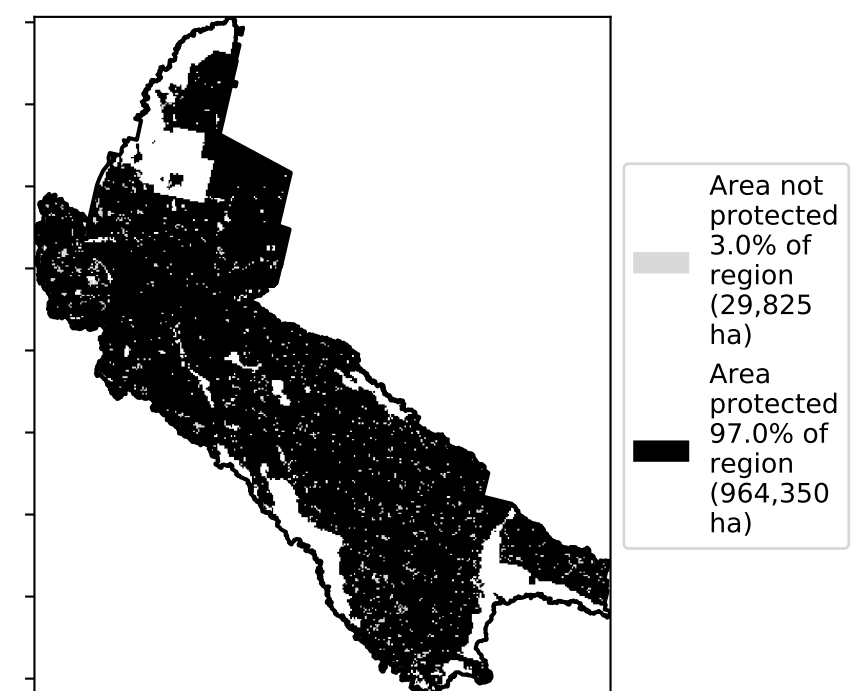 Area not
protected
3.0% of
region
(29,825
ha)
Area
protected
97.0% of
region
(964,350
ha)